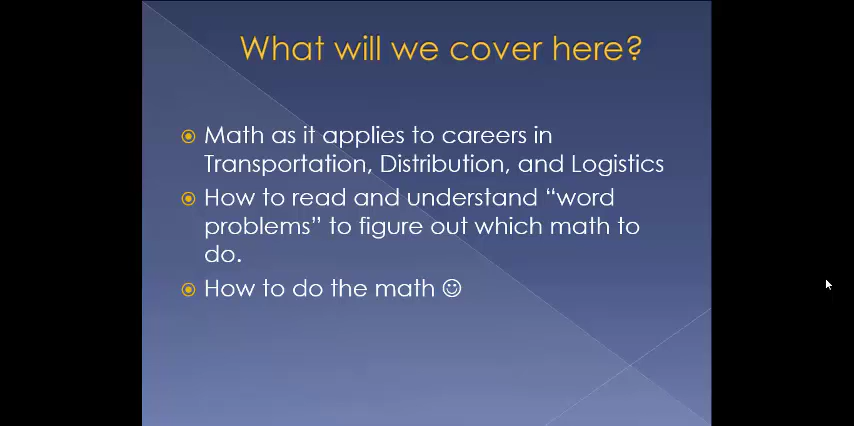 What will we cover here?
Math as it applies to careers in
Transportation, Distribution, and Logistics
How to read and understand “word
problems” to figure out which math to
do.
How to do the math ☺